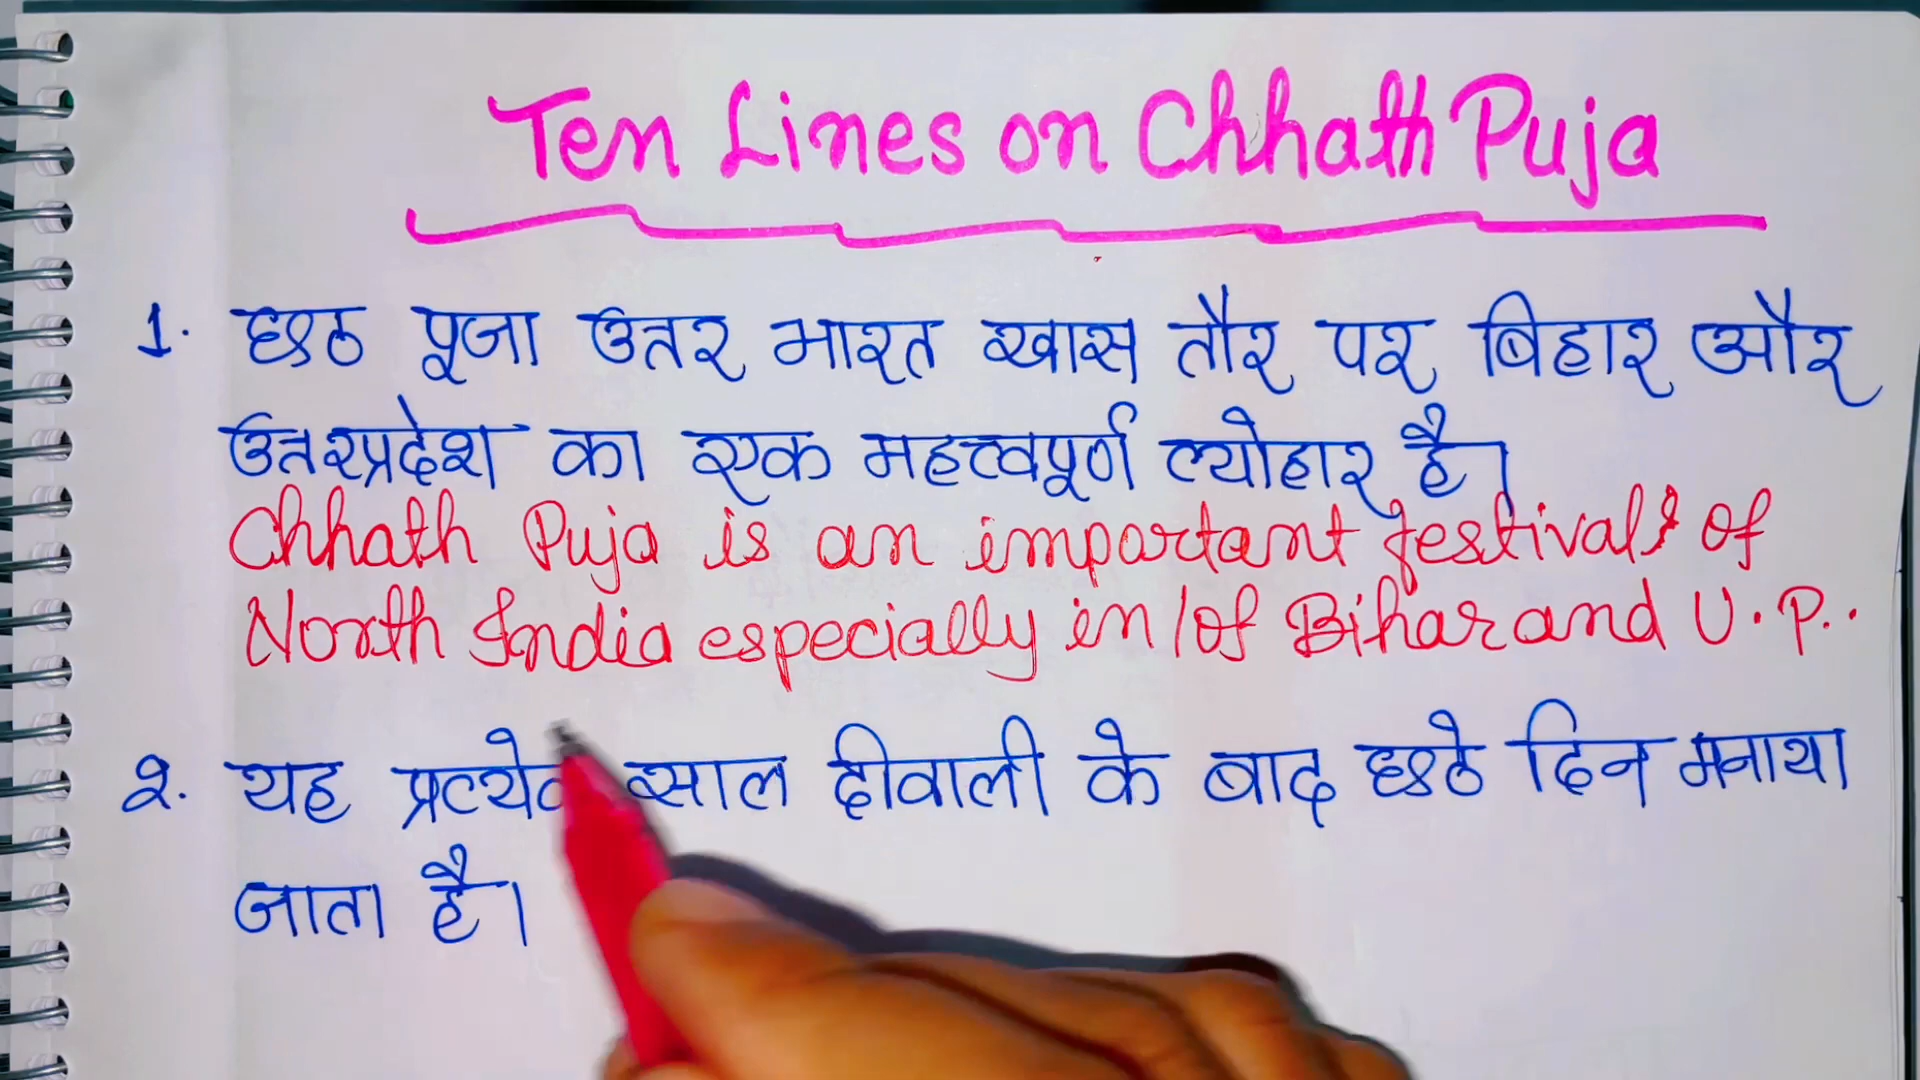 Ten Lines on Chhath Puja
1. छठ पूजा उत्तर भारत खास तौर पर बिहार और
उत्तरप्रदेश का एक महत्त्वपूर्ण त्योहार है।
Chhath Puja is an important festival of
North India especially in/of Bihar and U.P..
2. यह साल दीवाली के बाद छठे दिन मनाया
जाता है।